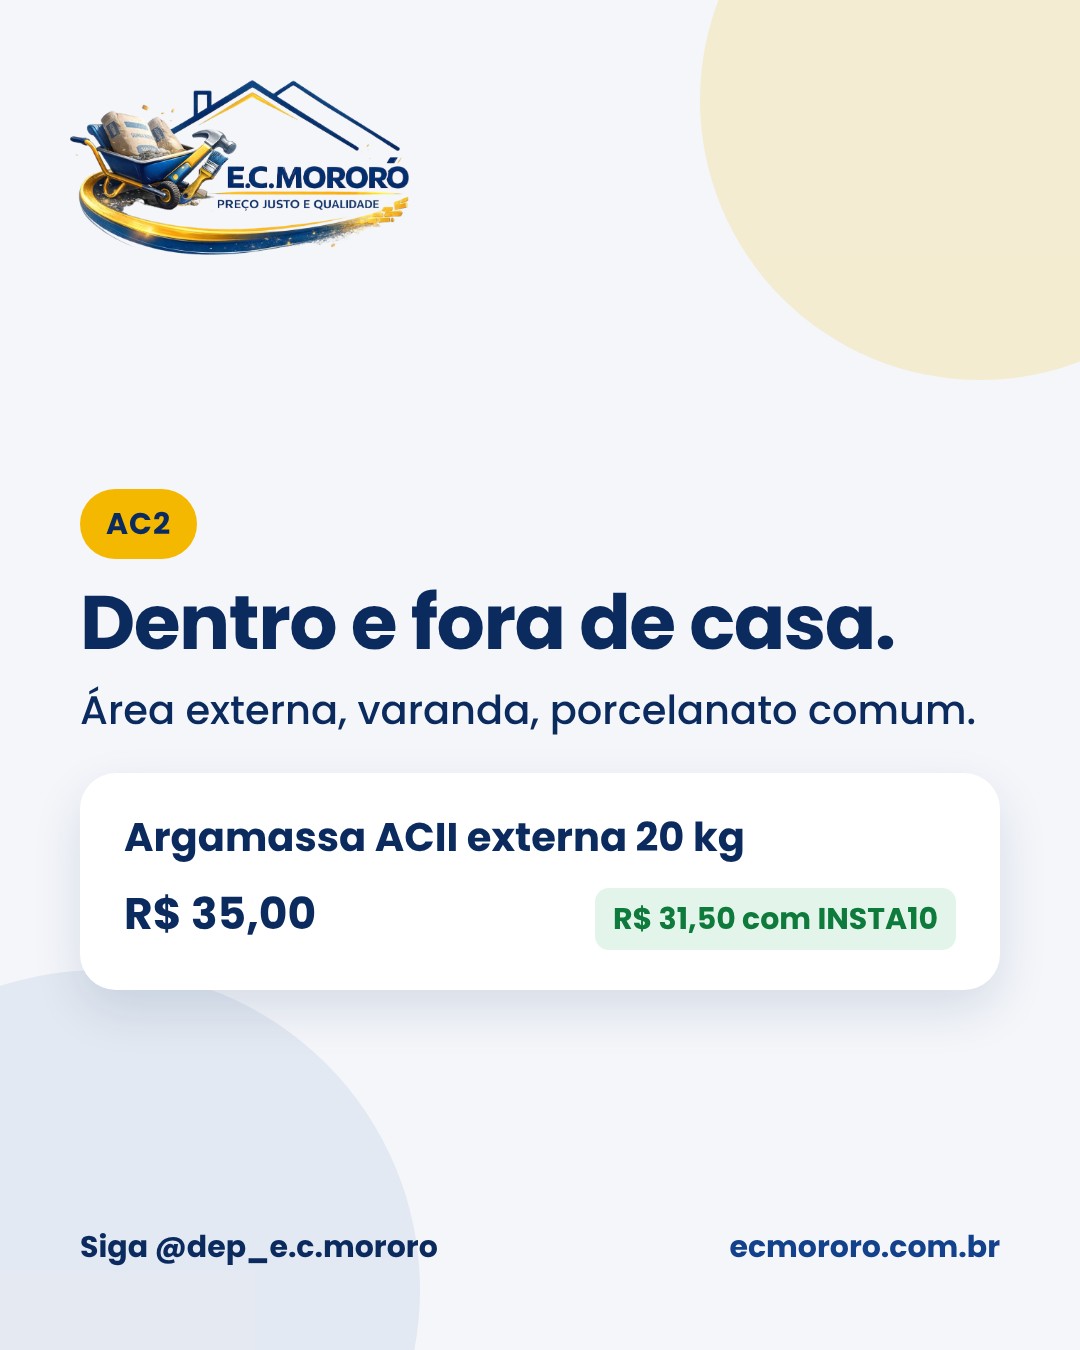 E.C.MORORÓ
PREÇO JUSTO E QUALIDADE
AC2
Dentro e fora de casa.
Área externa, varanda, porcelanato comum.
Argamassa ACII externa 20 kg
R$ 35,00
R$ 31,50 com INSTA10
Siga @dep_e.c.mororo
ecmororo.com.br